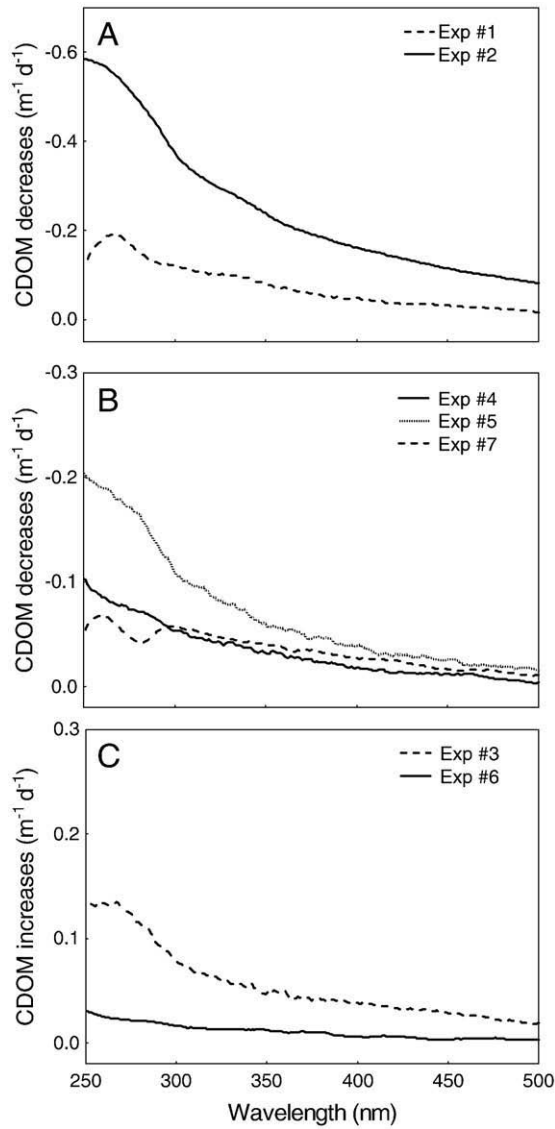 A
Exp #1
Exp #2
CDOM decreases (m-1 d-1)
-0.6
-0.4
-0.2
0.0
B
Exp #4
Exp #5
Exp #7
CDOM decreases (m-1 d-1)
-0.3
-0.2
-0.1
0.0
C
Exp #3
Exp #6
CDOM increases (m-1 d-1)
0.3
0.2
0.1
0.0
250 300 350 400 450 500
Wavelength (nm)